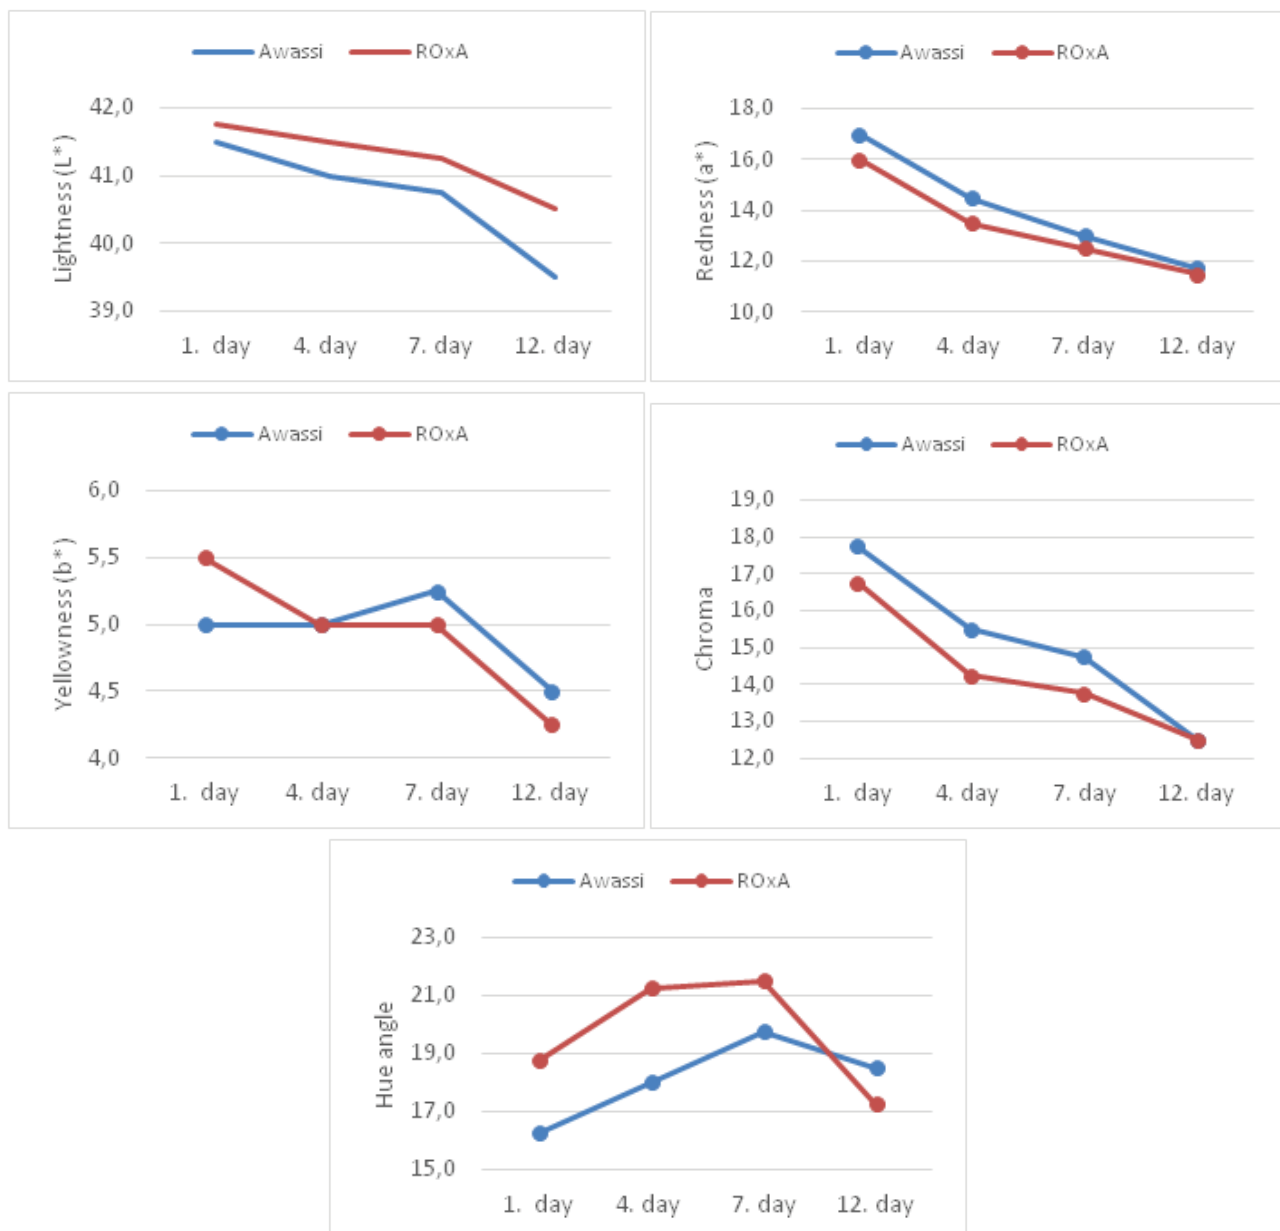 Awassi ROxA
Lightness (L*)
42,0
41,0
40,0
39,0
1. day 4. day 7. day 12. day
Awassi ROxA
Redness (a*)
18,0
16,0
14,0
12,0
10,0
1. day 4. day 7. day 12. day
Awassi ROxA
Yellowness (b*)
6,0
5,5
5,0
4,5
4,0
1. day 4. day 7. day 12. day
Awassi ROxA
Chroma
19,0
18,0
17,0
16,0
15,0
14,0
13,0
12,0
1. day 4. day 7. day 12. day
Awassi ROxA
Hue angle
23,0
21,0
19,0
17,0
15,0
1. day 4. day 7. day 12. day